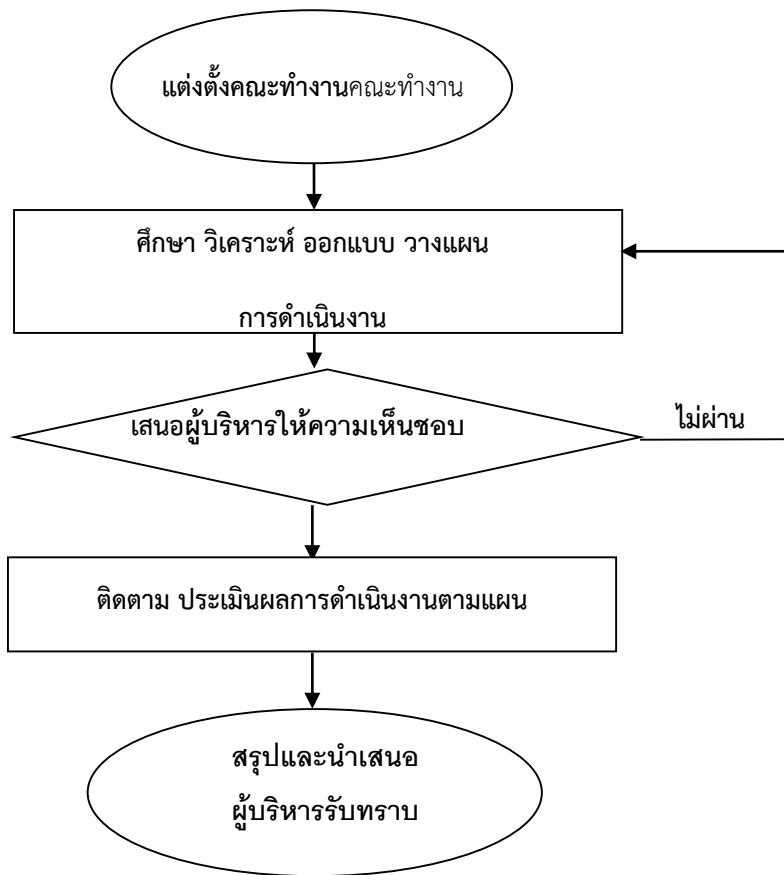 แต่งตั้งคณะทำงานคณะทำงาน
ศึกษา วิเคราะห์ ออกแบบ วางแผน
การดำเนินงาน
เสนอผู้บริหารให้ความเห็นชอบ
ไม่ผ่าน
ติดตาม ประเมินผลการดำเนินงานตามแผน
สรุปและนำเสนอ
ผู้บริหารรับทราบ